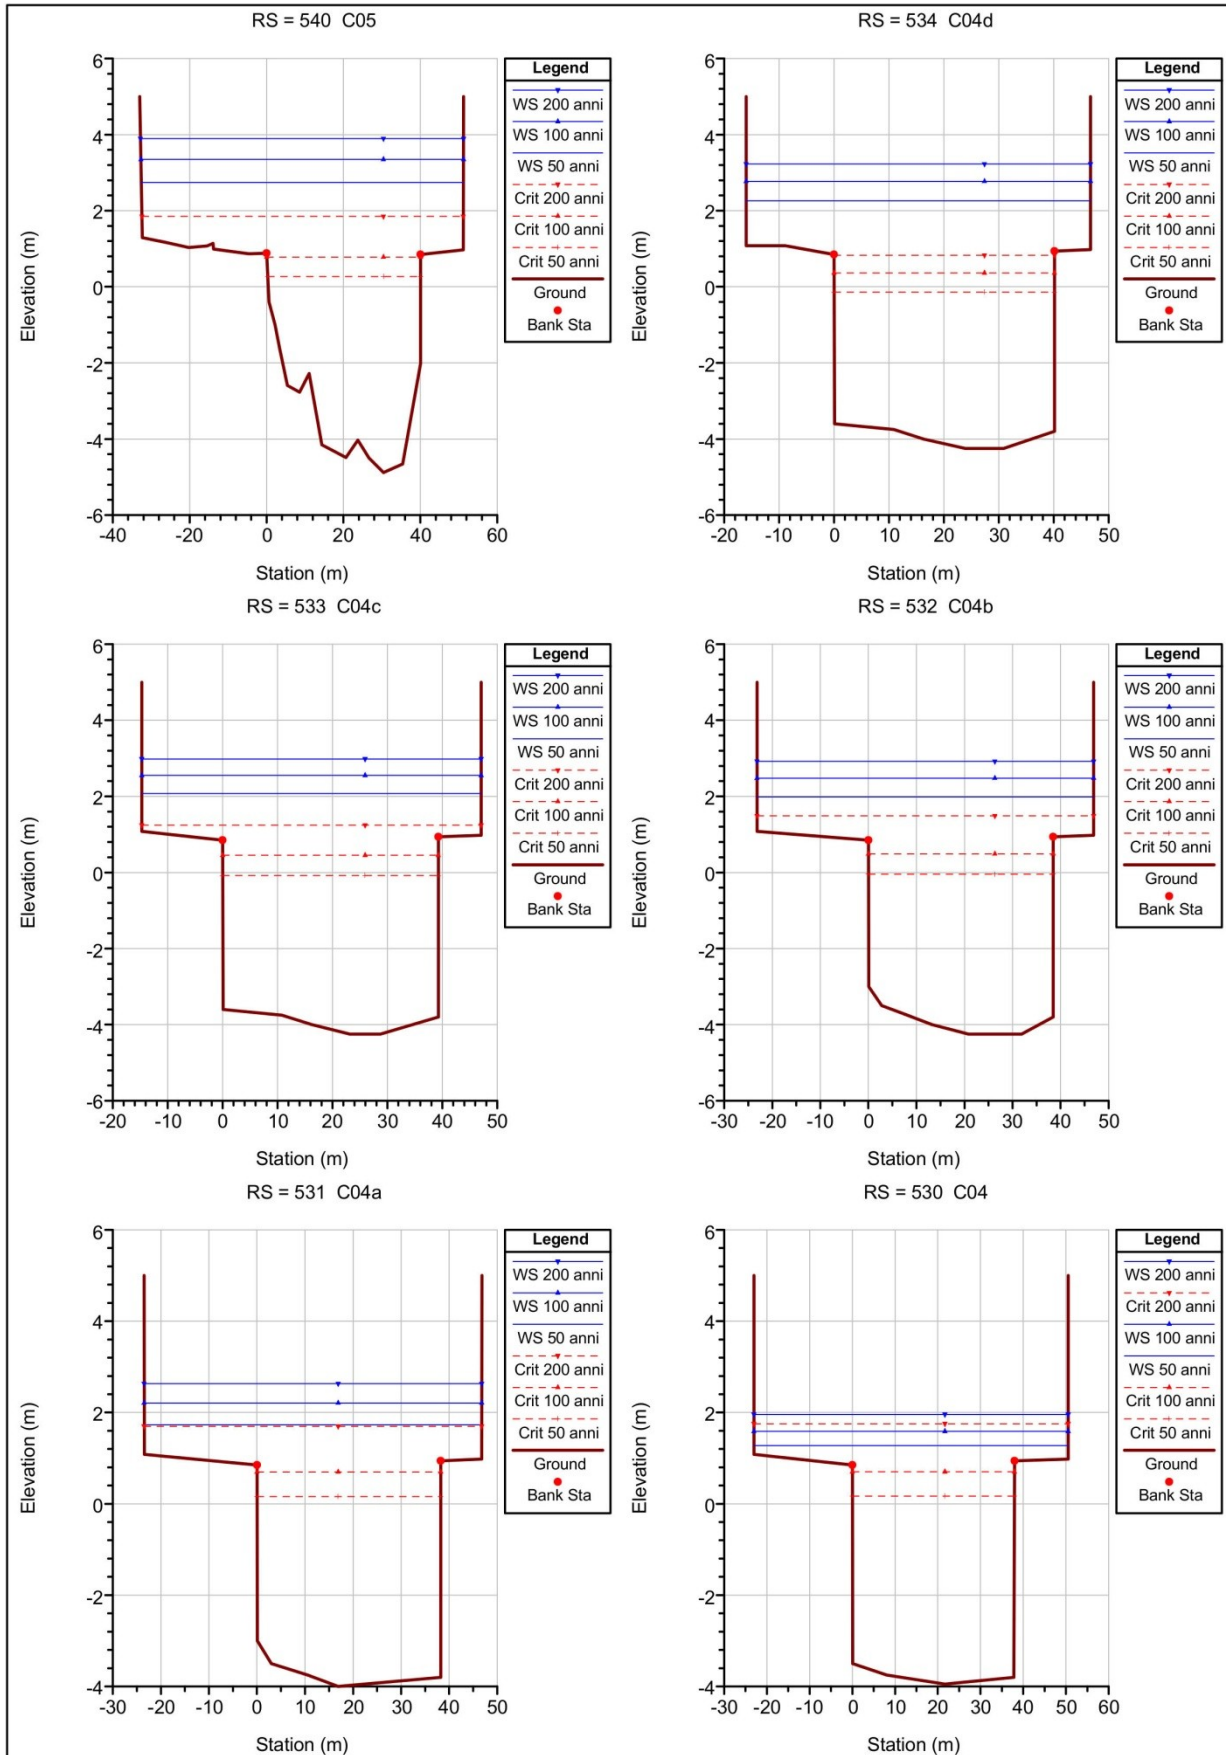 RS = 540 C05
Elevation (m)
6
4
2
0
-2
-4
-6
-40
-20
0
20
40
60
Station (m)
Legend
WS 200 anni
WS 100 anni
WS 50 anni
Crit 200 anni
Crit 100 anni
Crit 50 anni
Ground
Bank Sta
RS = 534 C04d
Elevation (m)
6
4
2
0
-2
-4
-6
-20
-10
0
10
20
30
40
50
Station (m)
Legend
WS 200 anni
WS 100 anni
WS 50 anni
Crit 200 anni
Crit 100 anni
Crit 50 anni
Ground
Bank Sta
RS = 533 C04c
Elevation (m)
6
4
2
0
-2
-4
-6
-20
-10
0
10
20
30
40
50
Station (m)
Legend
WS 200 anni
WS 100 anni
WS 50 anni
Crit 200 anni
Crit 100 anni
Crit 50 anni
Ground
Bank Sta
RS = 532 C04b
Elevation (m)
6
4
2
0
-2
-4
-6
-30
-20
-10
0
10
20
30
40
50
Station (m)
Legend
WS 200 anni
WS 100 anni
WS 50 anni
Crit 200 anni
Crit 100 anni
Crit 50 anni
Ground
Bank Sta
RS = 531 C04a
Elevation (m)
6
4
2
0
-2
-4
-30
-20
-10
0
10
20
30
40
50
Station (m)
Legend
WS 200 anni
WS 100 anni
WS 50 anni
Crit 200 anni
Crit 100 anni
Crit 50 anni
Ground
Bank Sta
RS = 530 C04
Elevation (m)
6
4
2
0
-2
-4
-30
-20
-10
0
10
20
30
40
50
60
Station (m)
Legend
WS 200 anni
Crit 200 anni
WS 100 anni
WS 50 anni
Crit 100 anni
Crit 50 anni
Ground
Bank Sta